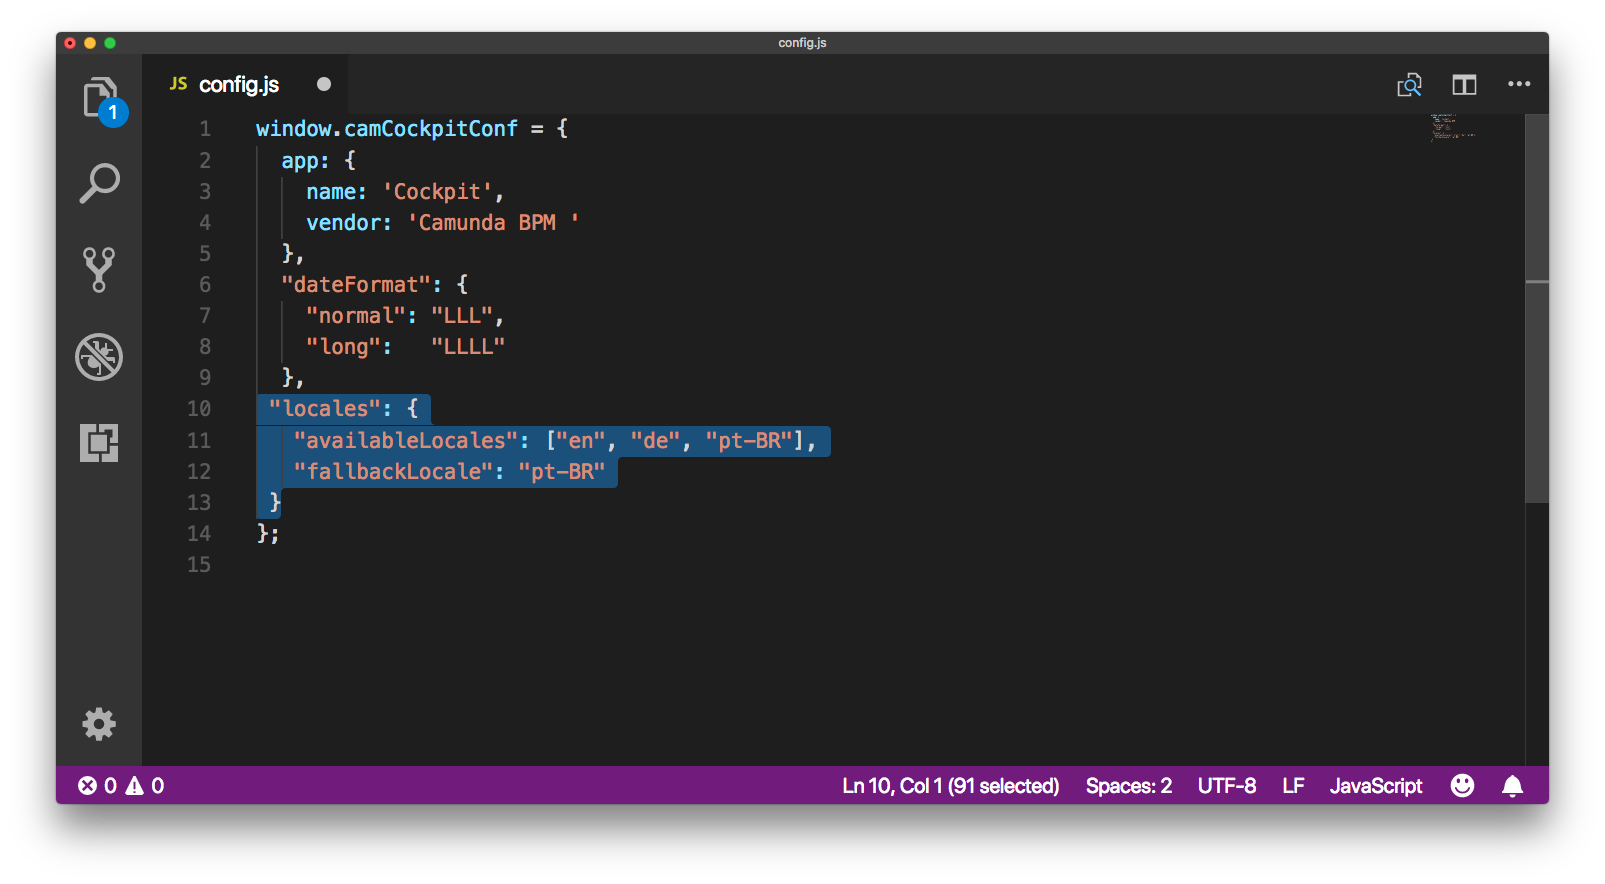 config.js
JS config.js
1
1 window.camCockpitConf = {
2 app: {
3 name: 'Cockpit',
4 vendor: 'Camunda BPM '
5 },
6 "dateFormat": {
7 "normal": "LLL",
8 "long":   "LLLL"
9 },
10 "locales": {
11 "availableLocales": ["en", "de", "pt-BR"],
12 "fallbackLocale": "pt-BR"
13 }
14 };
15
0 0 Ln 10, Col 1 (91 selected) Spaces: 2 UTF-8 LF JavaScript